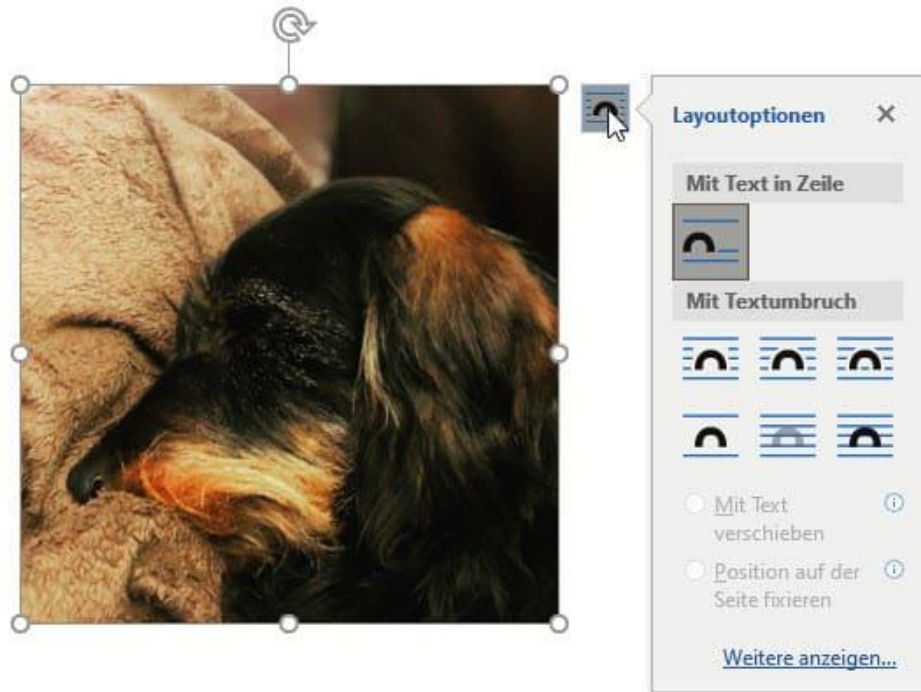 Layoutoptionen
Mit Text in Zeile
Mit Textumbruch
Mit Text
verschieben
Position auf der
Seite fixieren
Weitere anzeigen...